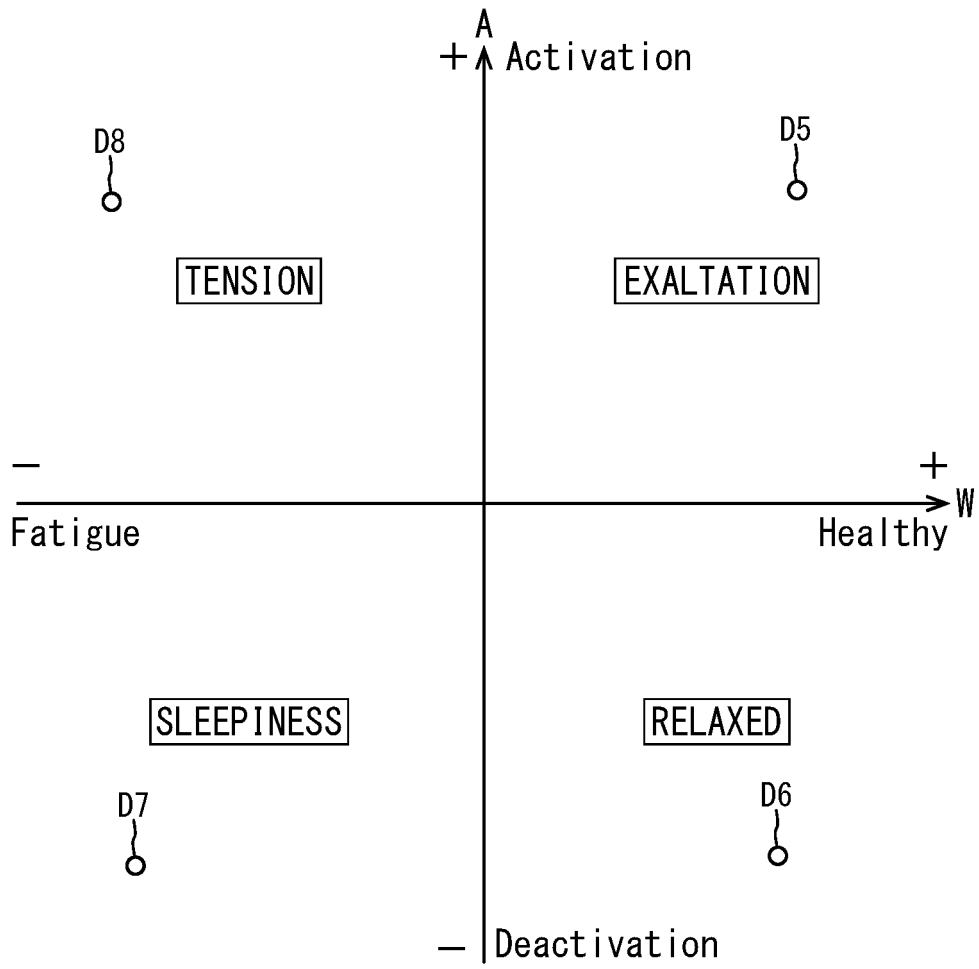 A
+ Activation
D8
D5
TENSION
EXALTATION
− +
W
Fatigue
Healthy
SLEEPINESS
RELAXED
D7
D6
− Deactivation